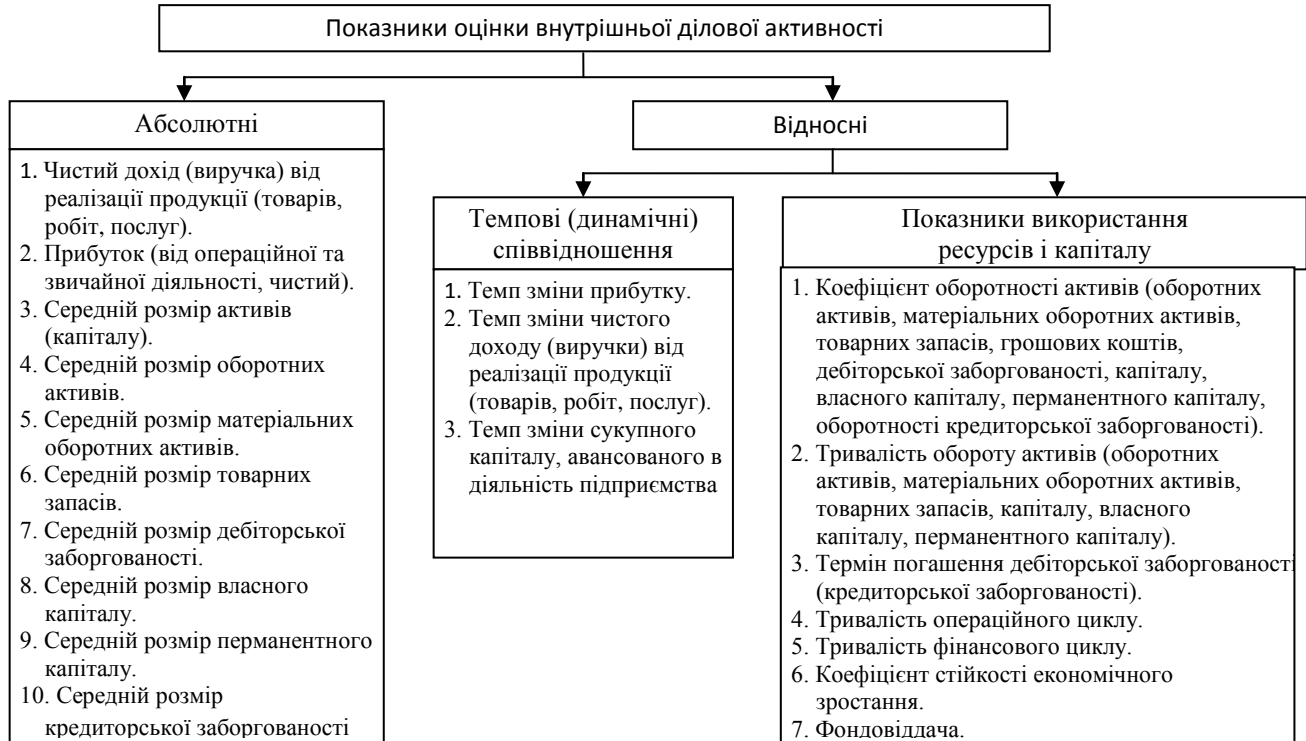 Показники оцінки внутрішньої ділової активності
Абсолютні
1. Чистий дохід (виручка) від
реалізації продукції (товарів,
робіт, послуг).
2. Прибуток (від операційної та
звичайної діяльності, чистий).
3. Середній розмір активів
(капіталу).
4. Середній розмір оборотних
активів.
5. Середній розмір матеріальних
оборотних активів.
6. Середній розмір товарних
запасів.
7. Середній розмір дебіторської
заборгованості.
8. Середній розмір власного
капіталу.
9. Середній розмір перманентного
капіталу.
10. Середній розмір
кредиторської заборгованості
Відносні
Темпові (динамічні)
співвідношення
1. Темп зміни прибутку.
2. Темп зміни чистого
доходу (виручки) від
реалізації продукції
(товарів, робіт, послуг).
3. Темп зміни сукупного
капіталу, авансованого в
діяльність підприємства
Показники використання
ресурсів і капіталу
1. Коефіцієнт оборотності активів (оборотних
активів, матеріальних оборотних активів,
товарних запасів, грошових коштів,
дебіторської заборгованості, капіталу,
власного капіталу, перманентного капіталу,
оборотності кредиторської заборгованості).
2. Тривалість обороту активів (оборотних
активів, матеріальних оборотних активів,
товарних запасів, капіталу, власного
капіталу, перманентного капіталу).
3. Термін погашення дебіторської заборгованості
(кредиторської заборгованості).
4. Тривалість операційного циклу.
5. Тривалість фінансового циклу.
6. Коефіцієнт стійкості економічного
зростання.
7. Фондовіддача.